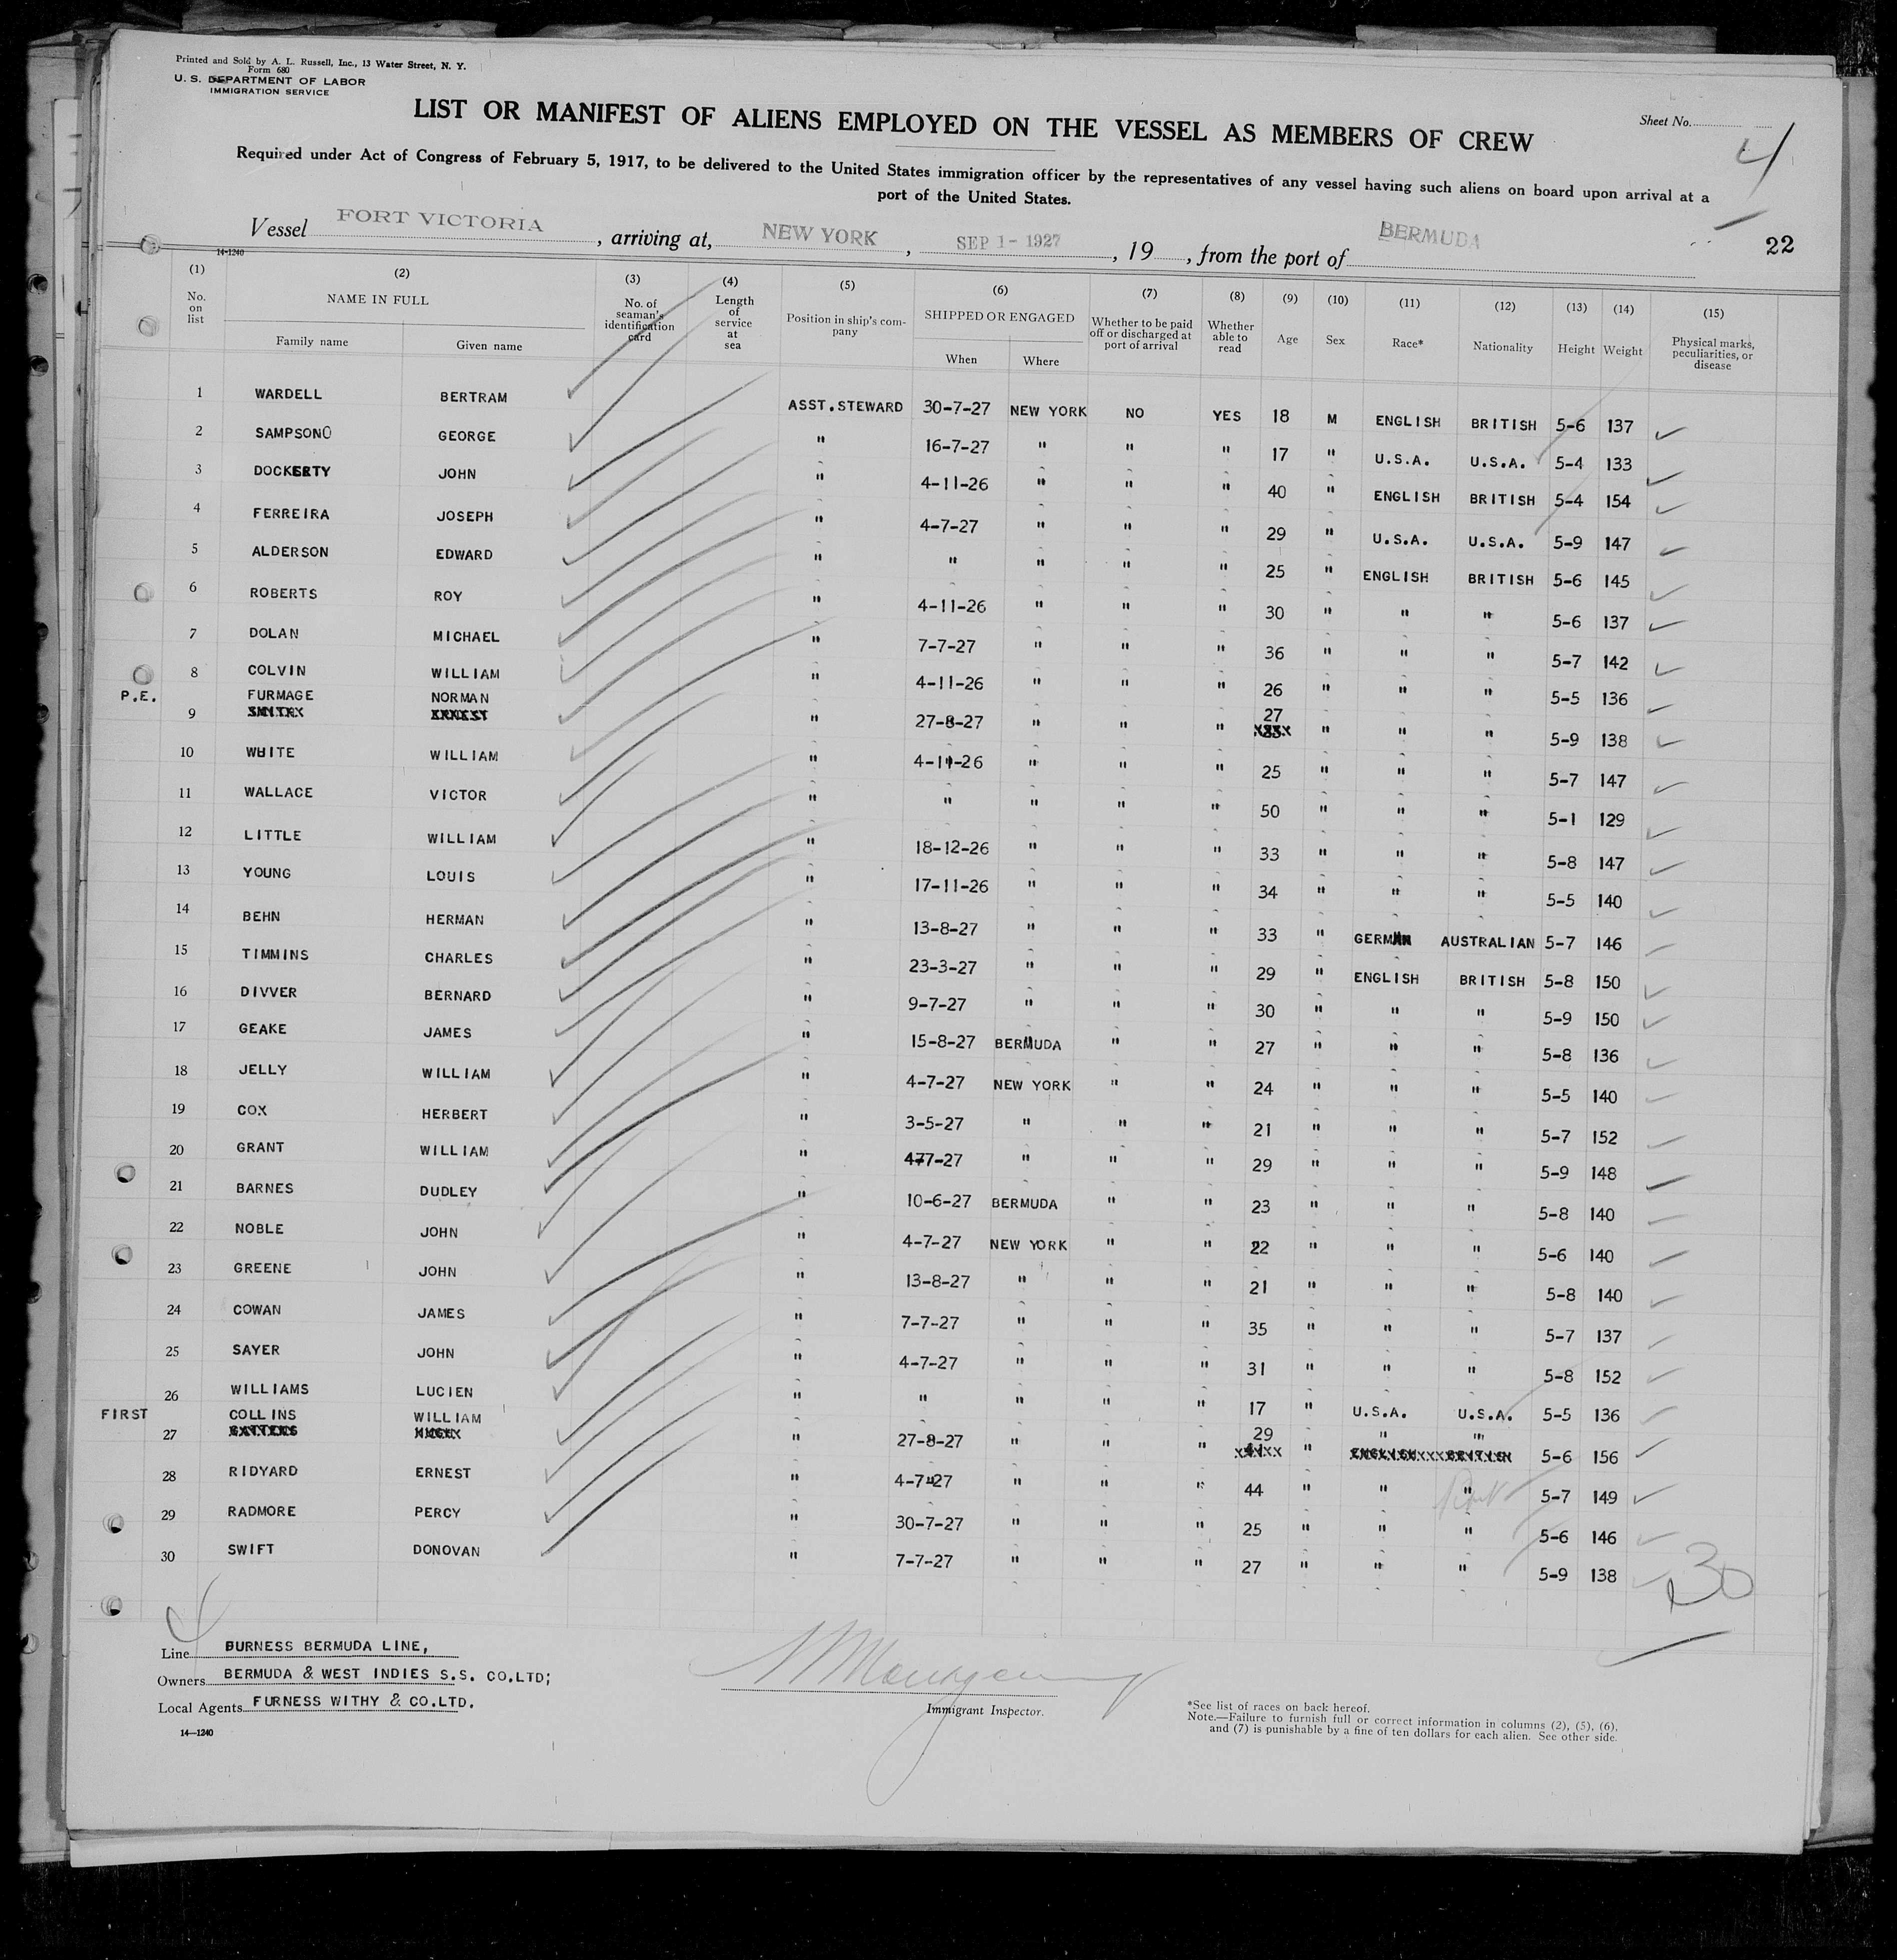 Printed and Sold by A. L. Russell, Inc., 13 Water Street, N. Y.
Form 680
U. S. DEPARTMENT OF LABOR
IMMIGRATION SERVICE
Sheet No. 4
LIST OR MANIFEST OF ALIENS EMPLOYED ON THE VESSEL AS MEMBERS OF CREW
Required under Act of Congress of February 5, 1917, to be delivered to the United States immigration officer by the representatives of any vessel having such aliens on board upon arrival at a
port of the United States.
Vessel FORT VICTORIA, arriving at, NEW YORK, SEP 1- 1927, 19, from the port of BERMUDA 22
14-1240
(1) (2) (3) (4) (5) (6) (7) (8) (9) (10) (11) (12) (13) (14) (15)
No. on list NAME IN FULL Family name Given name No. of seaman's identification card Length of service at sea Position in ship's company SHIPPED OR ENGAGED When Where Whether to be paid off or discharged at port of arrival Whether able to read Age Sex Race* Nationality Height Weight Physical marks, peculiarities, or disease
1 WARDELL BERTRAM ASST.STEWARD 30-7-27 NEW YORK NO YES 18 M ENGLISH BRITISH 5-6 137
2 SAMPSON GEORGE " 16-7-27 " " " 17 " U.S.A. U.S.A. 5-4 133
3 DOCKERTY JOHN " 4-11-26 " " " 40 " ENGLISH BRITISH 5-4 154
4 FERREIRA JOSEPH " 4-7-27 " " " 29 " U.S.A. U.S.A. 5-9 147
5 ALDERSON EDWARD " " " " " 25 " ENGLISH BRITISH 5-6 145
6 ROBERTS ROY " 4-11-26 " " " 30 " " " 5-6 137
7 DOLAN MICHAEL " 7-7-27 " " " 36 " " " 5-7 142
8 COLVIN WILLIAM " 4-11-26 " " " 26 " " " 5-5 136
P.E. FURMAGE NORMAN
9 SMITH ERNEST " 27-8-27 " " " 27 " " " 5-9 138
10 WHITE WILLIAM " 4-11-26 " " " 25 " " " 5-7 147
11 WALLACE VICTOR " " " " " 50 " " " 5-1 129
12 LITTLE WILLIAM " 18-12-26 " " " 33 " " " 5-8 147
13 YOUNG LOUIS " 17-11-26 " " " 34 " " " 5-5 140
14 BEHN HERMAN " 13-8-27 " " " 33 " GERMAN AUSTRALIAN 5-7 146
15 TIMMINS CHARLES " 23-3-27 " " " 29 " ENGLISH BRITISH 5-8 150
16 DIVVER BERNARD " 9-7-27 " " " 30 " " " 5-9 150
17 GEAKE JAMES " 15-8-27 BERMUDA " " 27 " " " 5-8 136
18 JELLY WILLIAM " 4-7-27 NEW YORK " " 24 " " " 5-5 140
19 COX HERBERT " 3-5-27 " " " 21 " " " 5-7 152
20 GRANT WILLIAM " 4-7-27 " " " 29 " " " 5-9 148
21 BARNES DUDLEY " 10-6-27 BERMUDA " " 23 " " " 5-8 140
22 NOBLE JOHN " 4-7-27 NEW YORK " " 22 " " " 5-6 140
23 GREENE JOHN " 13-8-27 " " " 21 " " " 5-8 140
24 COWAN JAMES " 7-7-27 " " " 35 " " " 5-7 137
25 SAYER JOHN " 4-7-27 " " " 31 " " " 5-8 152
26 WILLIAMS LUCIEN " " " " " 17 " U.S.A. U.S.A. 5-5 136
FIRST COLLINS WILLIAM 29 " "
27 " 27-8-27 " " " 41 " ENGLISH BRITISH 5-6 156
28 RIDYARD ERNEST " 4-7-27 " " " 44 " " " 5-7 149
29 RADMORE PERCY " 30-7-27 " " " 25 " " " 5-6 146
30 SWIFT DONOVAN " 7-7-27 " " " 27 " " " 5-9 138
30
Line BURNESS BERMUDA LINE,
Owners BERMUDA & WEST INDIES S.S. CO.LTD;
Local Agents FURNESS WITHY & CO.LTD.
14—1240
Immigrant Inspector.
*See list of races on back hereof.
Note.—Failure to furnish full or correct information in columns (2), (5), (6),
and (7) is punishable by a fine of ten dollars for each alien. See other side.